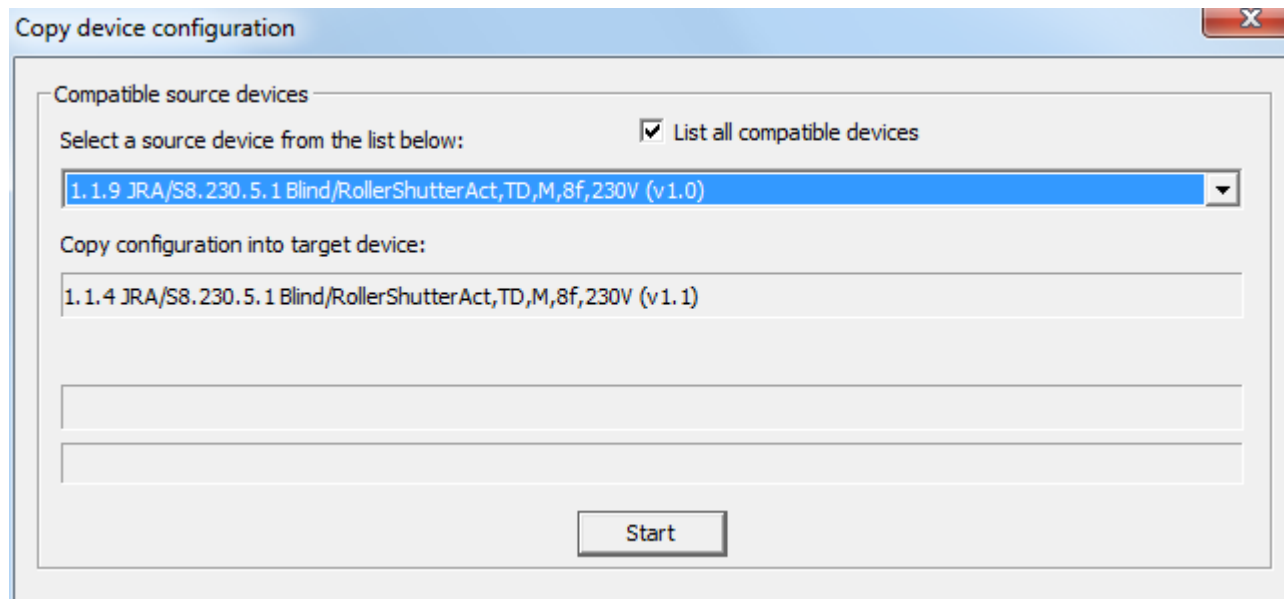 Copy device configuration
Compatible source devices
Select a source device from the list below:
List all compatible devices
1.1.9 JRA/S8.230.5.1 Blind/RollerShutterAct,TD,M,8f,230V (v1.0)
Copy configuration into target device:
1.1.4 JRA/S8.230.5.1 Blind/RollerShutterAct,TD,M,8f,230V (v1.1)
Start